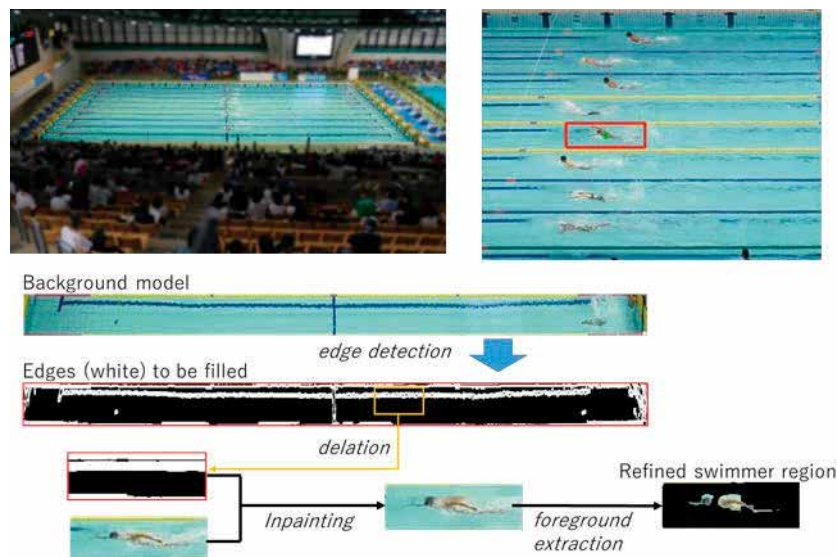 Background model
edge detection
Edges (white) to be filled
delation
Refined swimmer region
Inpainting
foreground
extraction